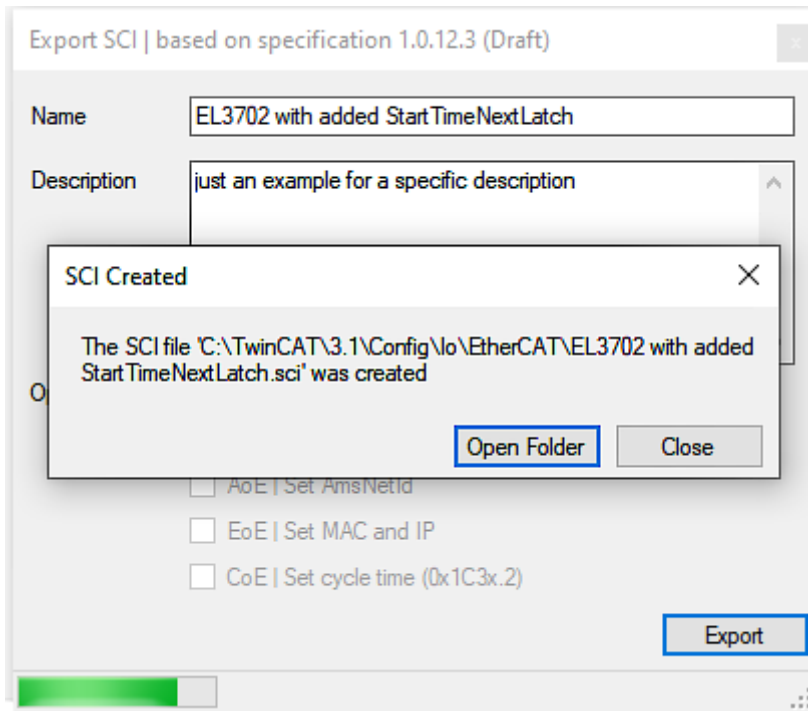 Export SCI | based on specification 1.0.12.3 (Draft)
x
Name
EL3702 with added StartTimeNextLatch
Description
just an example for a specific description
SCI Created
The SCI file 'C:\TwinCAT\3.1\Config\Io\EtherCAT\EL3702 with added
StartTimeNextLatch.sci' was created
Open Folder
Close
AoE | Set AmsNetId
EoE | Set MAC and IP
CoE | Set cycle time (0x1C3x.2)
Export